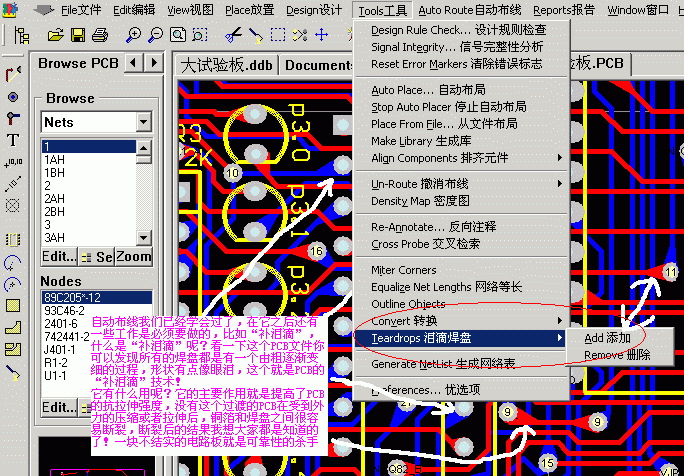 File文件 Edit编辑 View视图 Place放置 Design设计 Tools工具 Auto Route自动布线 Reports报告 Window窗口 H
Browse PCB
大试验板.ddb Documents
验板.PCB
Browse
Nets
1
1AH
1BH
2
2AH
2BH
3
3AH
Edit... Se Zoom
Nodes
89C205*-12
93C46-2
2401-6
742441-2
J401-1
R1-2
U1-1
Edit...
Design Rule Check... 设计规则检查
Signal Integrity... 信号完整性分析
Reset Error Markers 清除错误标志
Auto Place... 自动布局
Stop Auto Placer 停止自动布局
Place From File... 从文件布局
Make Library 生成库
Align Components 排齐元件
Un-Route 撤消布线
Density Map 密度图
Re-Annotate... 反向注释
Cross Probe 交叉检索
Miter Corners
Equalize Net Lengths 网络等长
Outline Objects
Convert 转换
Teardrops 泪滴焊盘
Generate NetList 生成网络表
Preferences... 优选项
Add 添加
Remove 删除
自动布线我们已经学会过了，在它之后还有
一些工作是必须要做的，比如“补泪滴”，
什么是“补泪滴”呢？看一下这个PCB文件你
可以发现所有的焊盘都是有一个由粗逐渐变
细的过程，形状有点像眼泪，这个就是PCB的
“补泪滴”技术！
它有什么用呢？它的主要作用就是提高了PCB
的抗拉伸强度，没有这个过渡的PCB在受到外
力的压缩或者拉伸后，铜箔和焊盘之间很容
易断裂，断裂后的结果我想大家都是知道的
了！一块不结实的电路板就是可靠性的杀手
p3.0
p3.1
p3.2
10
16
11
9
9
15
Q82
2K